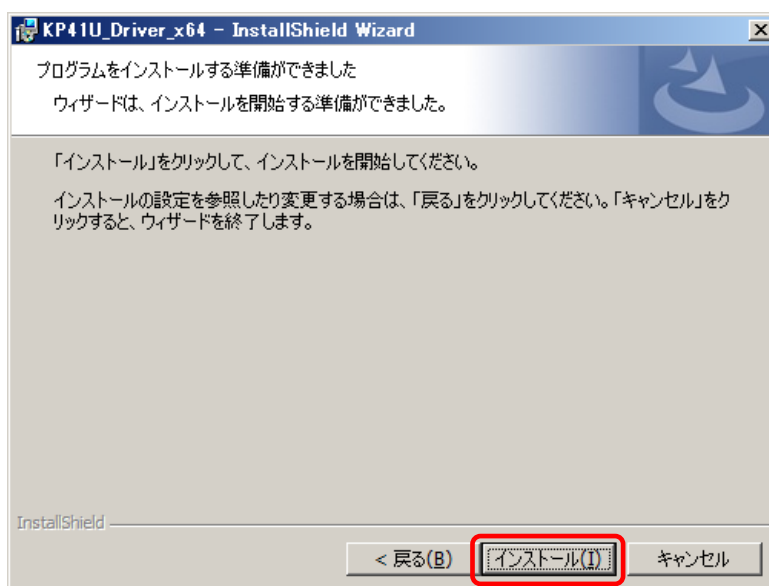 KP41U_Driver_x64 - InstallShield Wizard
プログラムをインストールする準備ができました
ウィザードは、インストールを開始する準備ができました。
「インストール」をクリックして、インストールを開始してください。
インストールの設定を参照したり変更する場合は、「戻る」をクリックしてください。「キャンセル」をク
リックすると、ウィザードを終了します。
InstallShield
< 戻る(B) インストール(I) キャンセル